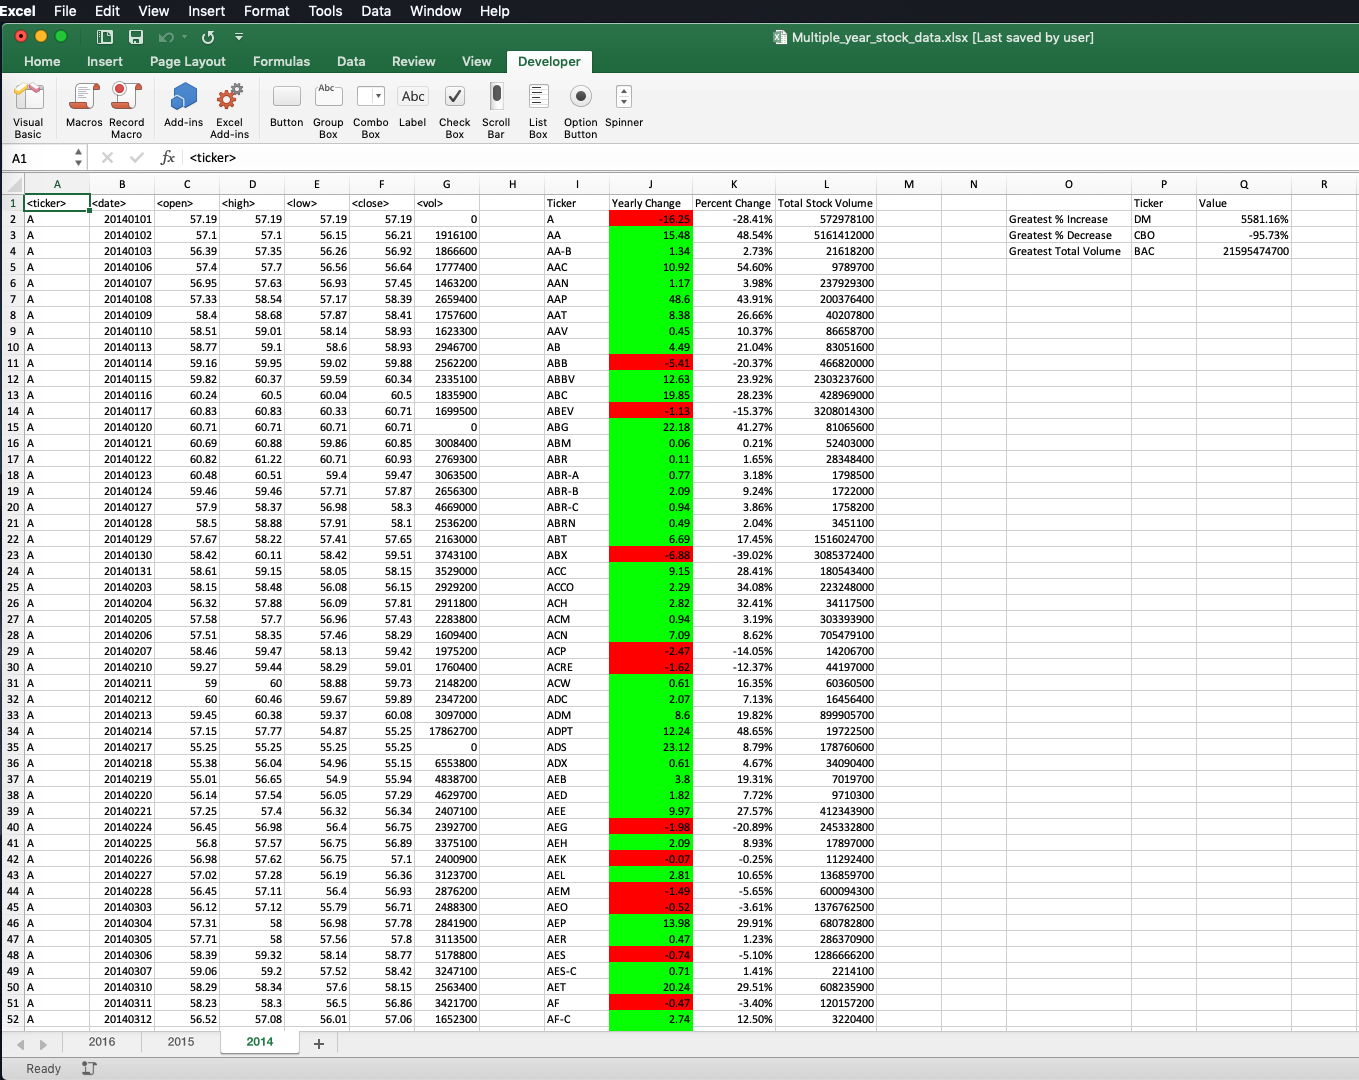 Excel File Edit View Insert Format Tools Data Window Help
Multiple_year_stock_data.xlsx [Last saved by user]
Home Insert Page Layout Formulas Data Review View Developer
Abc Abc
Visual Basic Macros Record Macro Add-ins Excel Add-ins Button Group Box Combo Box Label Check Box Scroll Bar List Box Option Button Spinner
A1 fx <ticker>
A B C D E F G H I J K L M N O P Q R
1 <ticker> <date> <open> <high> <low> <close> <vol> Ticker Yearly Change Percent Change Total Stock Volume Ticker Value
2 A 20140101 57.19 57.19 57.19 57.19 0 A -16.25 -28.41% 572978100 Greatest % Increase DM 5581.16%
3 A 20140102 57.1 57.1 56.15 56.21 1916100 AA 15.48 48.54% 5161412000 Greatest % Decrease CBO -95.73%
4 A 20140103 56.39 57.35 56.26 56.92 1866600 AA-B 1.34 2.73% 21618200 Greatest Total Volume BAC 21595474700
5 A 20140106 57.4 57.7 56.56 56.64 1777400 AAC 10.92 54.60% 9789700
6 A 20140107 56.95 57.63 56.93 57.45 1463200 AAN 1.17 3.98% 237929300
7 A 20140108 57.33 58.54 57.17 58.39 2659400 AAP 48.6 43.91% 200376400
8 A 20140109 58.4 58.68 57.87 58.41 1757600 AAT 8.38 26.66% 40207800
9 A 20140110 58.51 59.01 58.14 58.93 1623300 AAV 0.45 10.37% 86658700
10 A 20140113 58.77 59.1 58.6 58.93 2946700 AB 4.49 21.04% 83051600
11 A 20140114 59.16 59.95 59.02 59.88 2562200 ABB -5.41 -20.37% 466820000
12 A 20140115 59.82 60.37 59.59 60.34 2335100 ABBV 12.63 23.92% 2303237600
13 A 20140116 60.24 60.5 60.04 60.5 1835900 ABC 19.85 28.23% 428969000
14 A 20140117 60.83 60.83 60.33 60.71 1699500 ABEV -1.13 -15.37% 3208014300
15 A 20140120 60.71 60.71 60.71 60.71 0 ABG 22.18 41.27% 81065600
16 A 20140121 60.69 60.88 59.86 60.85 3008400 ABM 0.06 0.21% 52403000
17 A 20140122 60.82 61.22 60.71 60.93 2769300 ABR 0.11 1.65% 28348400
18 A 20140123 60.48 60.51 59.4 59.47 3063500 ABR-A 0.77 3.18% 1798500
19 A 20140124 59.46 59.46 57.71 57.87 2656300 ABR-B 2.09 9.24% 1722000
20 A 20140127 57.9 58.37 56.98 58.3 4669000 ABR-C 0.94 3.86% 1758200
21 A 20140128 58.5 58.88 57.91 58.1 2536200 ABRN 0.49 2.04% 3451100
22 A 20140129 57.67 58.22 57.41 57.65 2163000 ABT 6.69 17.45% 1516024700
23 A 20140130 58.42 60.11 58.42 59.51 3743100 ABX -6.88 -39.02% 3085372400
24 A 20140131 58.61 59.15 58.05 58.15 3529000 ACC 9.15 28.41% 180543400
25 A 20140203 58.15 58.48 56.08 56.15 2929200 ACCO 2.29 34.08% 223248000
26 A 20140204 56.32 57.88 56.09 57.81 2911800 ACH 2.82 32.41% 34117500
27 A 20140205 57.58 57.7 56.96 57.43 2283800 ACM 0.94 3.19% 303393900
28 A 20140206 57.51 58.35 57.46 58.29 1609400 ACN 7.09 8.62% 705479100
29 A 20140207 58.46 59.47 58.13 59.42 1975200 ACP -2.47 -14.05% 14206700
30 A 20140210 59.27 59.44 58.29 59.01 1760400 ACRE -1.62 -12.37% 44197000
31 A 20140211 59 60 58.88 59.73 2148200 ACW 0.61 16.35% 60360500
32 A 20140212 60 60.46 59.67 59.89 2347200 ADC 2.07 7.13% 16456400
33 A 20140213 59.45 60.38 59.37 60.08 3097000 ADM 8.6 19.82% 899905700
34 A 20140214 57.15 57.77 54.87 55.25 17862700 ADPT 12.24 48.65% 19722500
35 A 20140217 55.25 55.25 55.25 55.25 0 ADS 23.12 8.79% 178760600
36 A 20140218 55.38 56.04 54.96 55.15 6553800 ADX 0.61 4.67% 34090400
37 A 20140219 55.01 56.65 54.9 55.94 4838700 AEB 3.8 19.31% 7019700
38 A 20140220 56.14 57.54 56.05 57.29 4629700 AED 1.82 7.72% 9710300
39 A 20140221 57.25 57.4 56.32 56.34 2407100 AEE 9.97 27.57% 412343900
40 A 20140224 56.45 56.98 56.4 56.75 2392700 AEG -1.98 -20.89% 245332800
41 A 20140225 56.8 57.57 56.75 56.89 3375100 AEH 2.09 8.93% 17897000
42 A 20140226 56.98 57.62 56.75 57.1 2400900 AEK -0.07 -0.25% 11292400
43 A 20140227 57.02 57.28 56.19 56.36 3123700 AEL 2.81 10.65% 136859700
44 A 20140228 56.45 57.11 56.4 56.93 2876200 AEM -1.49 -5.65% 600094300
45 A 20140303 56.12 57.12 55.79 56.71 2488300 AEO -0.52 -3.61% 1376762500
46 A 20140304 57.31 58 56.98 57.78 2841900 AEP 13.98 29.91% 680782800
47 A 20140305 57.71 58 57.56 57.8 3113500 AER 0.47 1.23% 286370900
48 A 20140306 58.39 59.32 58.14 58.77 5178800 AES -0.74 -5.10% 1286666200
49 A 20140307 59.06 59.2 57.52 58.42 3247100 AES-C 0.71 1.41% 2214100
50 A 20140310 58.29 58.34 57.6 58.15 2563400 AET 20.24 29.51% 608235900
51 A 20140311 58.23 58.3 56.5 56.86 3421700 AF -0.47 -3.40% 120157200
52 A 20140312 56.52 57.08 56.01 57.06 1652300 AF-C 2.74 12.50% 3220400
2016 2015 2014 +
Ready